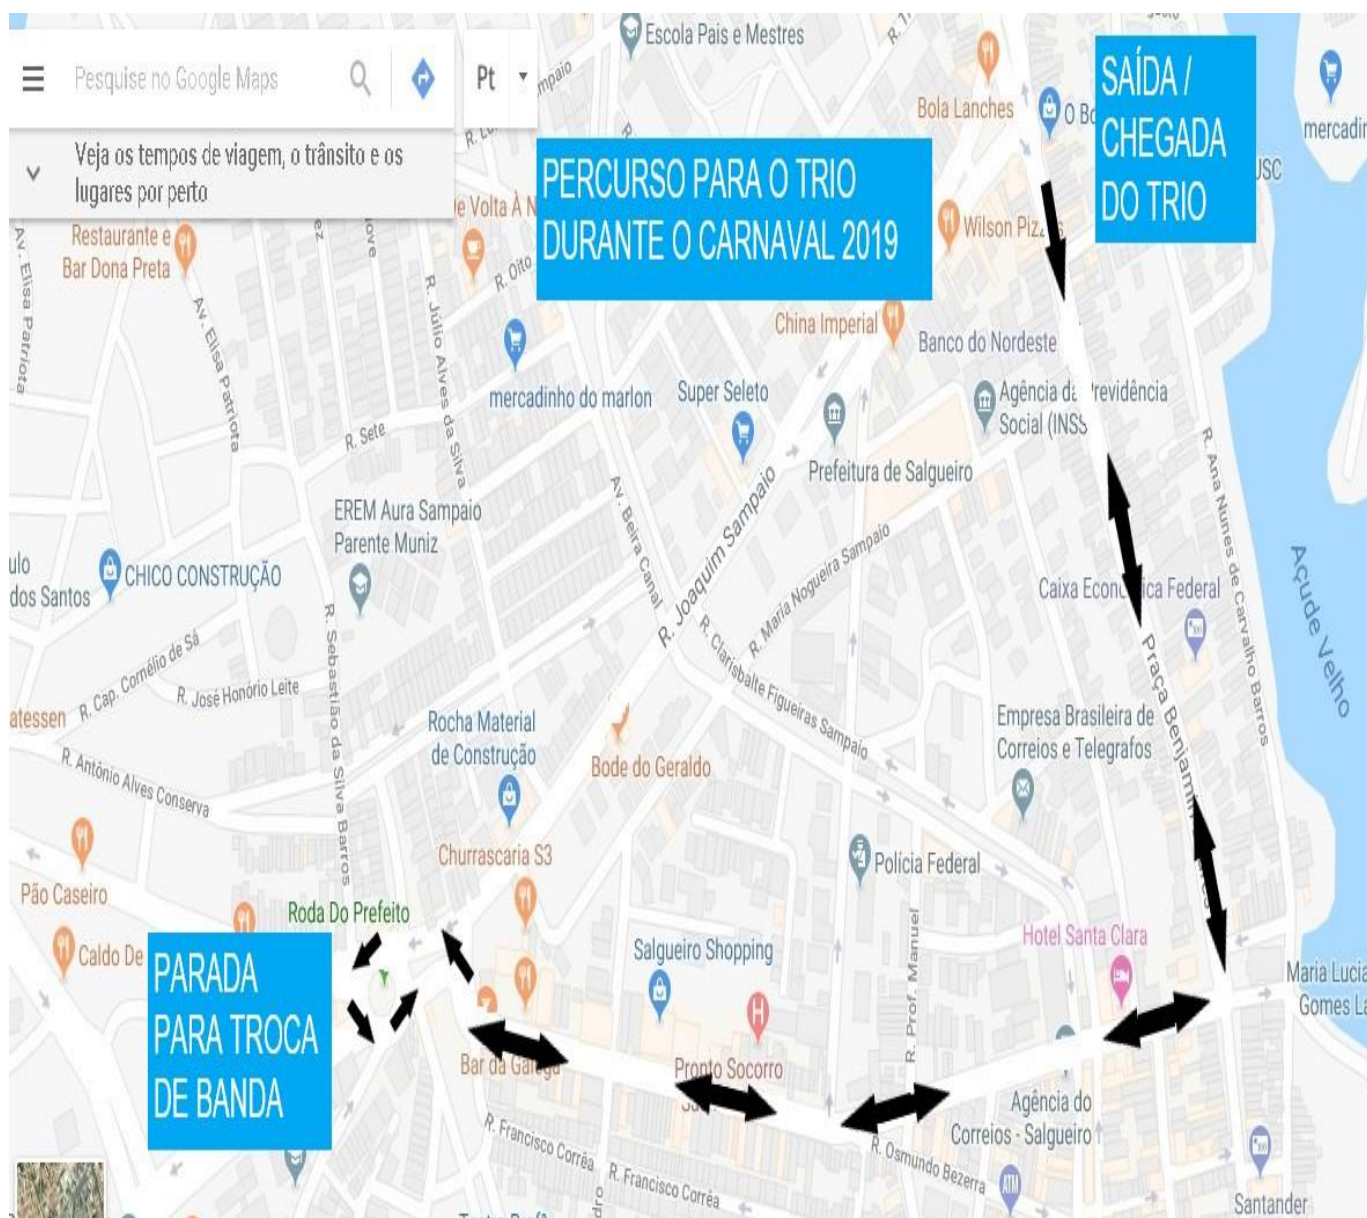 Escola Pais e Mestres
Pesquise no Google Maps
Pt
Veja os tempos de viagem, o trânsito e os
lugares por perto
PERCURSO PARA O TRIO
DURANTE O CARNAVAL 2019
SAÍDA /
CHEGADA
DO TRIO
Bola Lanches
Restaurante e
Bar Dona Preta
De Volta À
Wilson
R. Oito
China Imperial
Banco do Nordeste
Av. Elisa Patriota
Av. Elisa Patriota
R. Júlio Alves da Silva
mercadinho do marlon
Super Seleto
Agência da Previdência
Social (INSS
R. Sete
Prefeitura de Salgueiro
EREM Aura Sampaio
Parente Muniz
Av. Beira Canal
R. Joaquim Sampaio
R. Maria Nogueira Sampaio
R. Ana Nunes de Carvalho Barros
Açude Velho
dos Santos
CHICO CONSTRUÇÃO
Caixa Econômica Federal
R. Cap. Cornélio de Sá
R. José Honório Leite
R. Sebastião da Silva Barros
R. Clarisbalte Figueiras Sampaio
Praça Benjamim
Rocha Material
de Construção
Bode do Geraldo
Empresa Brasileira de
Correios e Telegrafos
R. Antônio Alves Conserva
Churrascaria S3
Polícia Federal
Pão Caseiro
Roda Do Prefeito
R. Prof. Manuel
Hotel Santa Clara
Caldo De
Salgueiro Shopping
Maria Lucia
Gomes
PARADA
PARA TROCA
DE BANDA
Bar da
Pronto Socorro
Agência do
Correios - Salgueiro
R. Francisco Corrêa
R. Francisco Corrêa
R. Osmundo Bezerra
ATM
Santander